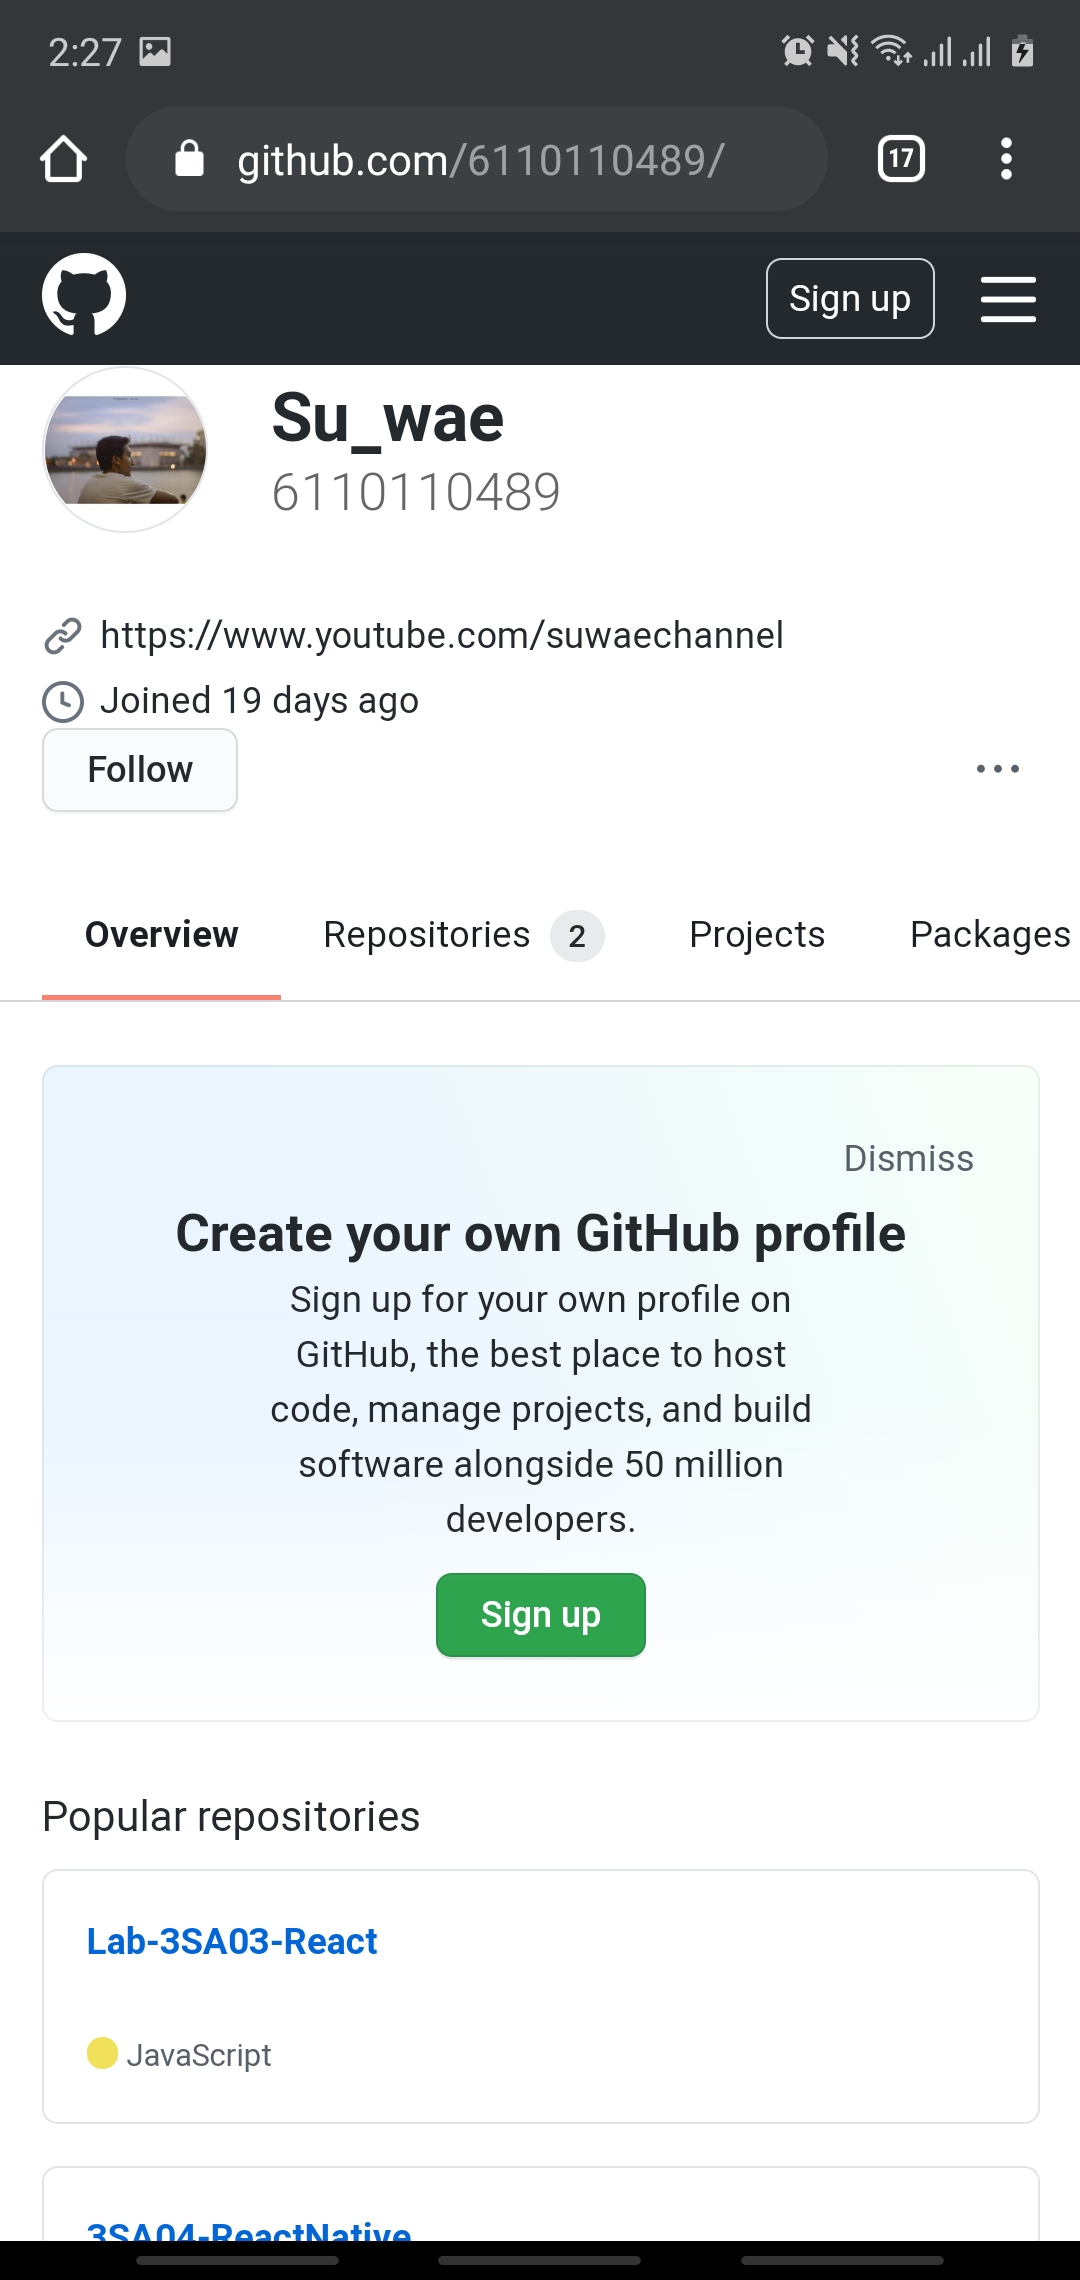 2:27
github.com/6110110489/
17
Sign up
Su_wae
6110110489
https://www.youtube.com/suwaechannel
Joined 19 days ago
Follow
Overview Repositories 2 Projects Packages
Dismiss
Create your own GitHub profile
Sign up for your own profile on
GitHub, the best place to host
code, manage projects, and build
software alongside 50 million
developers.
Sign up
Popular repositories
Lab-3SA03-React
JavaScript
3SA04-ReactNative